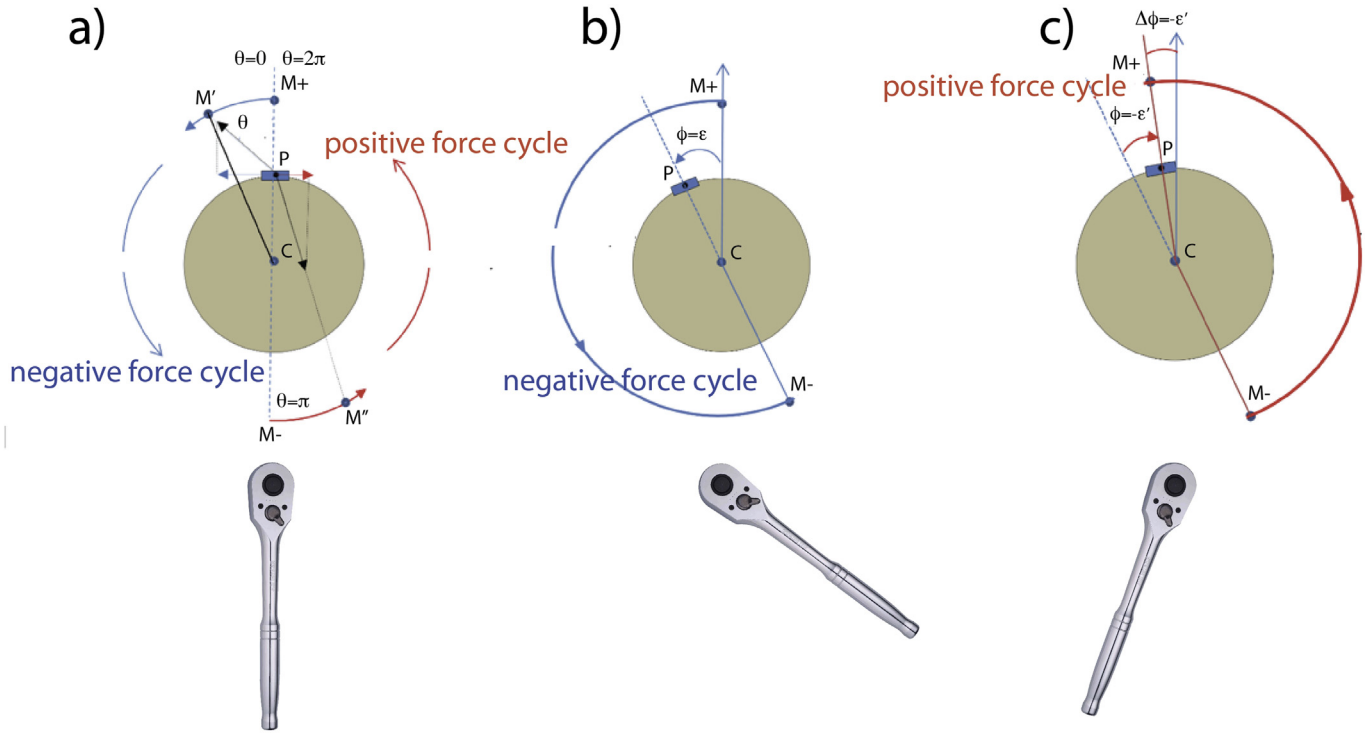 a)
θ=0 θ=2π
M+
M'
θ
P
positive force cycle
C
negative force cycle
θ=π
M''
M-
b)
M+
ϕ=ε
P
C
negative force cycle
M-
c)
Δϕ=-ε'
M+
positive force cycle
ϕ=-ε'
P
C
M-